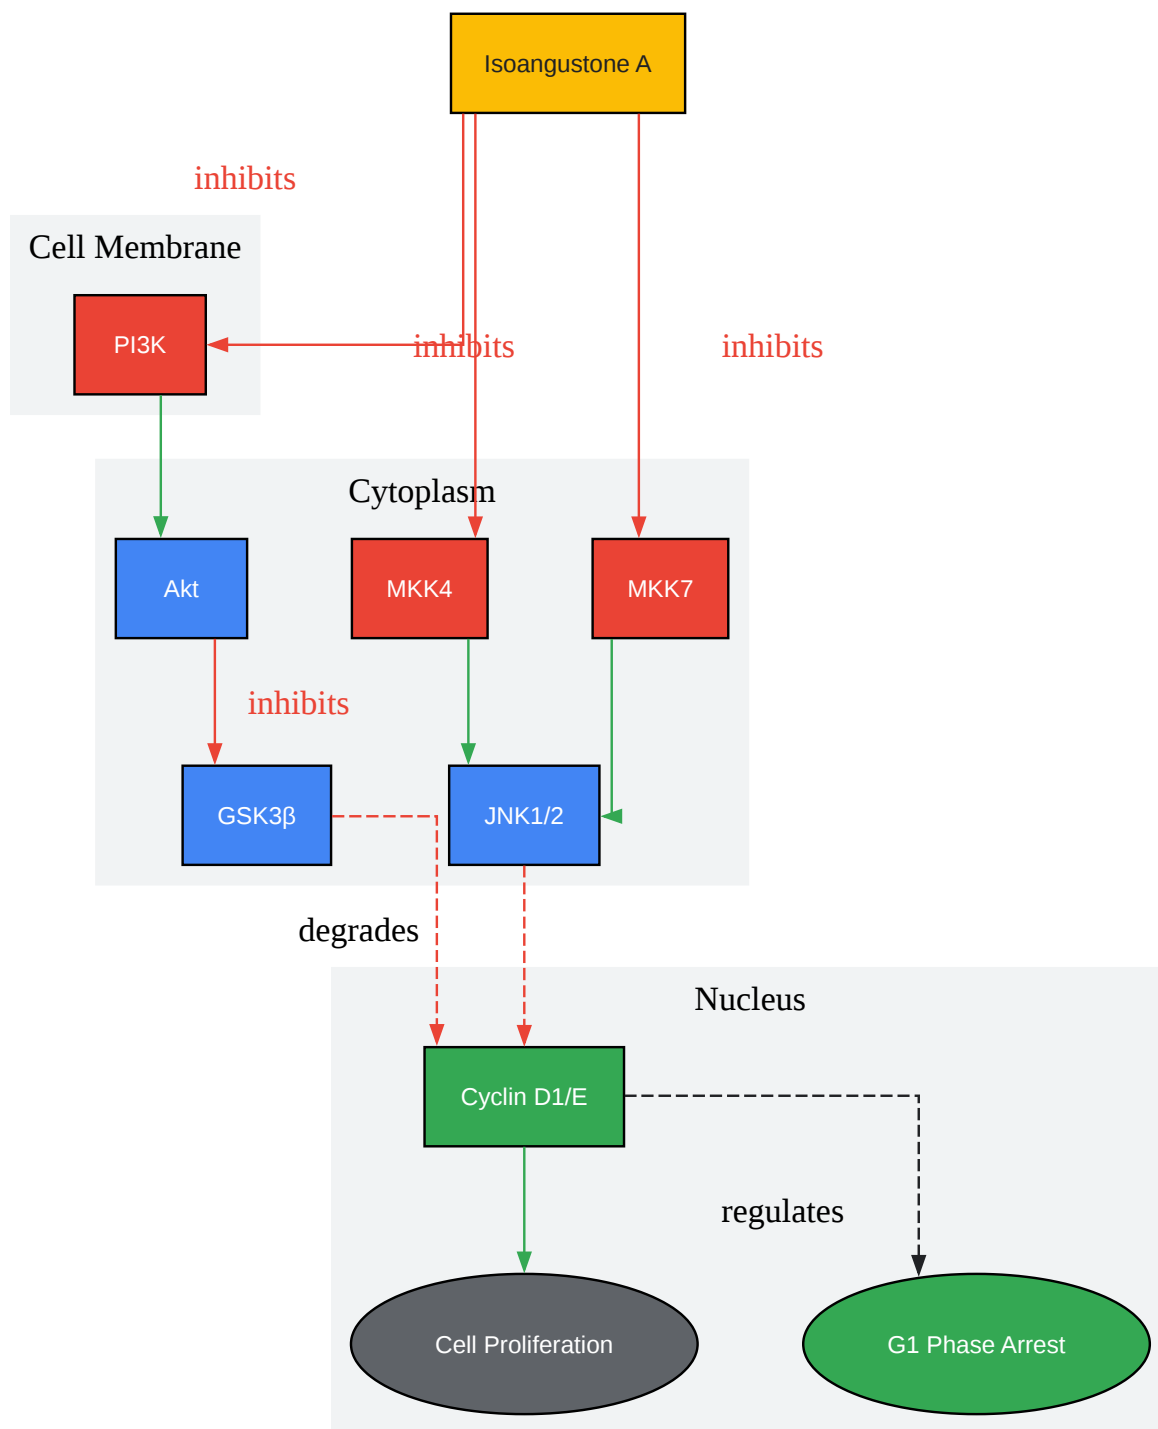 Isoangustone A
inhibits
Cell Membrane
PI3K
inhibits
inhibits
Cytoplasm
Akt
MKK4
MKK7
inhibits
GSK3β
JNK1/2
degrades
Nucleus
Cyclin D1/E
regulates
Cell Proliferation
G1 Phase Arrest